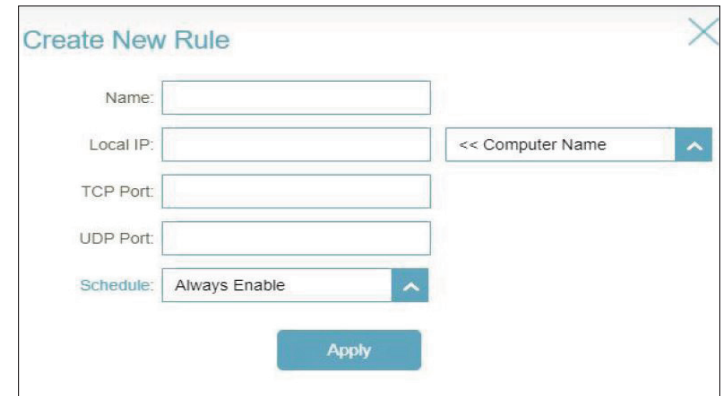 Create New Rule
Name:
Local IP: << Computer Name
TCP Port:
UDP Port:
Schedule: Always Enable
Apply